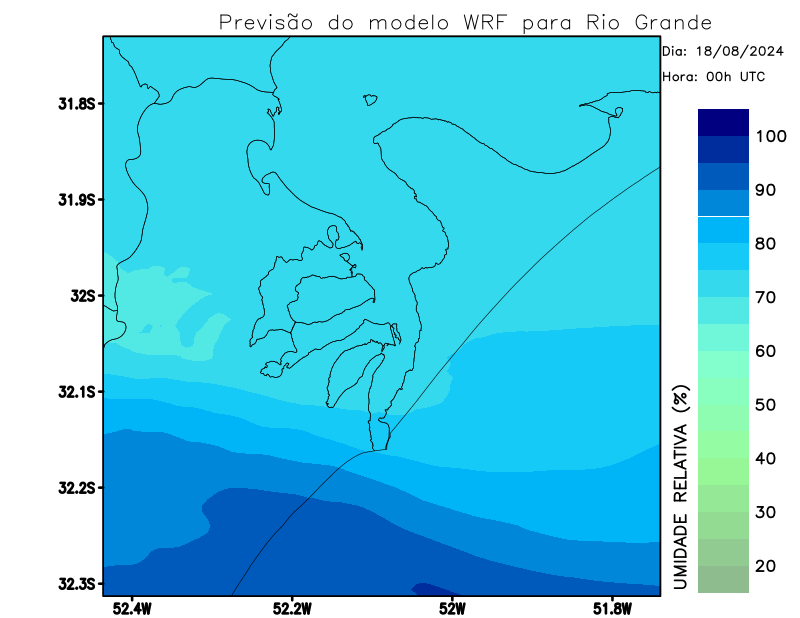 Previsão do modelo WRF para Rio Grande
Dia: 18/08/2024
Hora: 00h UTC
31.8S
31.9S
32S
32.1S
32.2S
32.3S
52.4W
52.2W
52W
51.8W
100
90
80
70
60
50
40
30
20
UMIDADE RELATIVA (%)